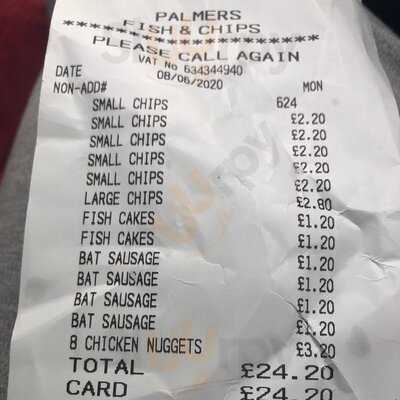 PALMERS
FISH & CHIPS
********************
PLEASE CALL AGAIN
VAT No 634344940
DATE 08/06/2020 MON
NON-ADD# 624
SMALL CHIPS £2.20
SMALL CHIPS £2.20
SMALL CHIPS £2.20
SMALL CHIPS £2.20
SMALL CHIPS £2.20
LARGE CHIPS £2.80
FISH CAKES £1.20
FISH CAKES £1.20
BAT SAUSAGE £1.20
BAT SAUSAGE £1.20
BAT SAUSAGE £1.20
BAT SAUSAGE £1.20
8 CHICKEN NUGGETS £3.20
TOTAL £24.20
CARD £24.20